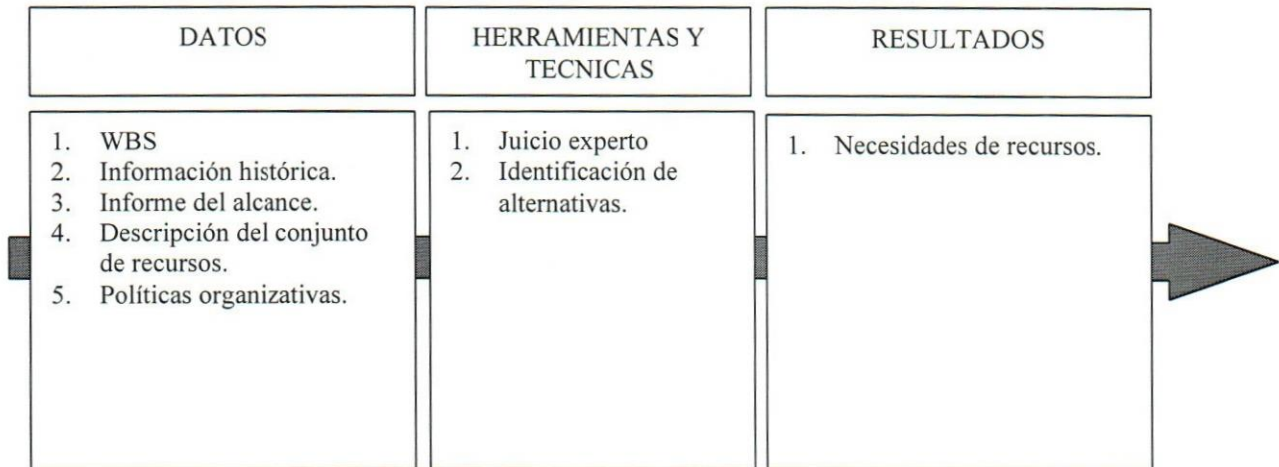 DATOS
HERRAMIENTAS Y
TECNICAS
RESULTADOS
1. WBS
2. Información histórica.
3. Informe del alcance.
4. Descripción del conjunto
de recursos.
5. Políticas organizativas.
1. Juicio experto
2. Identificación de
alternativas.
1. Necesidades de recursos.